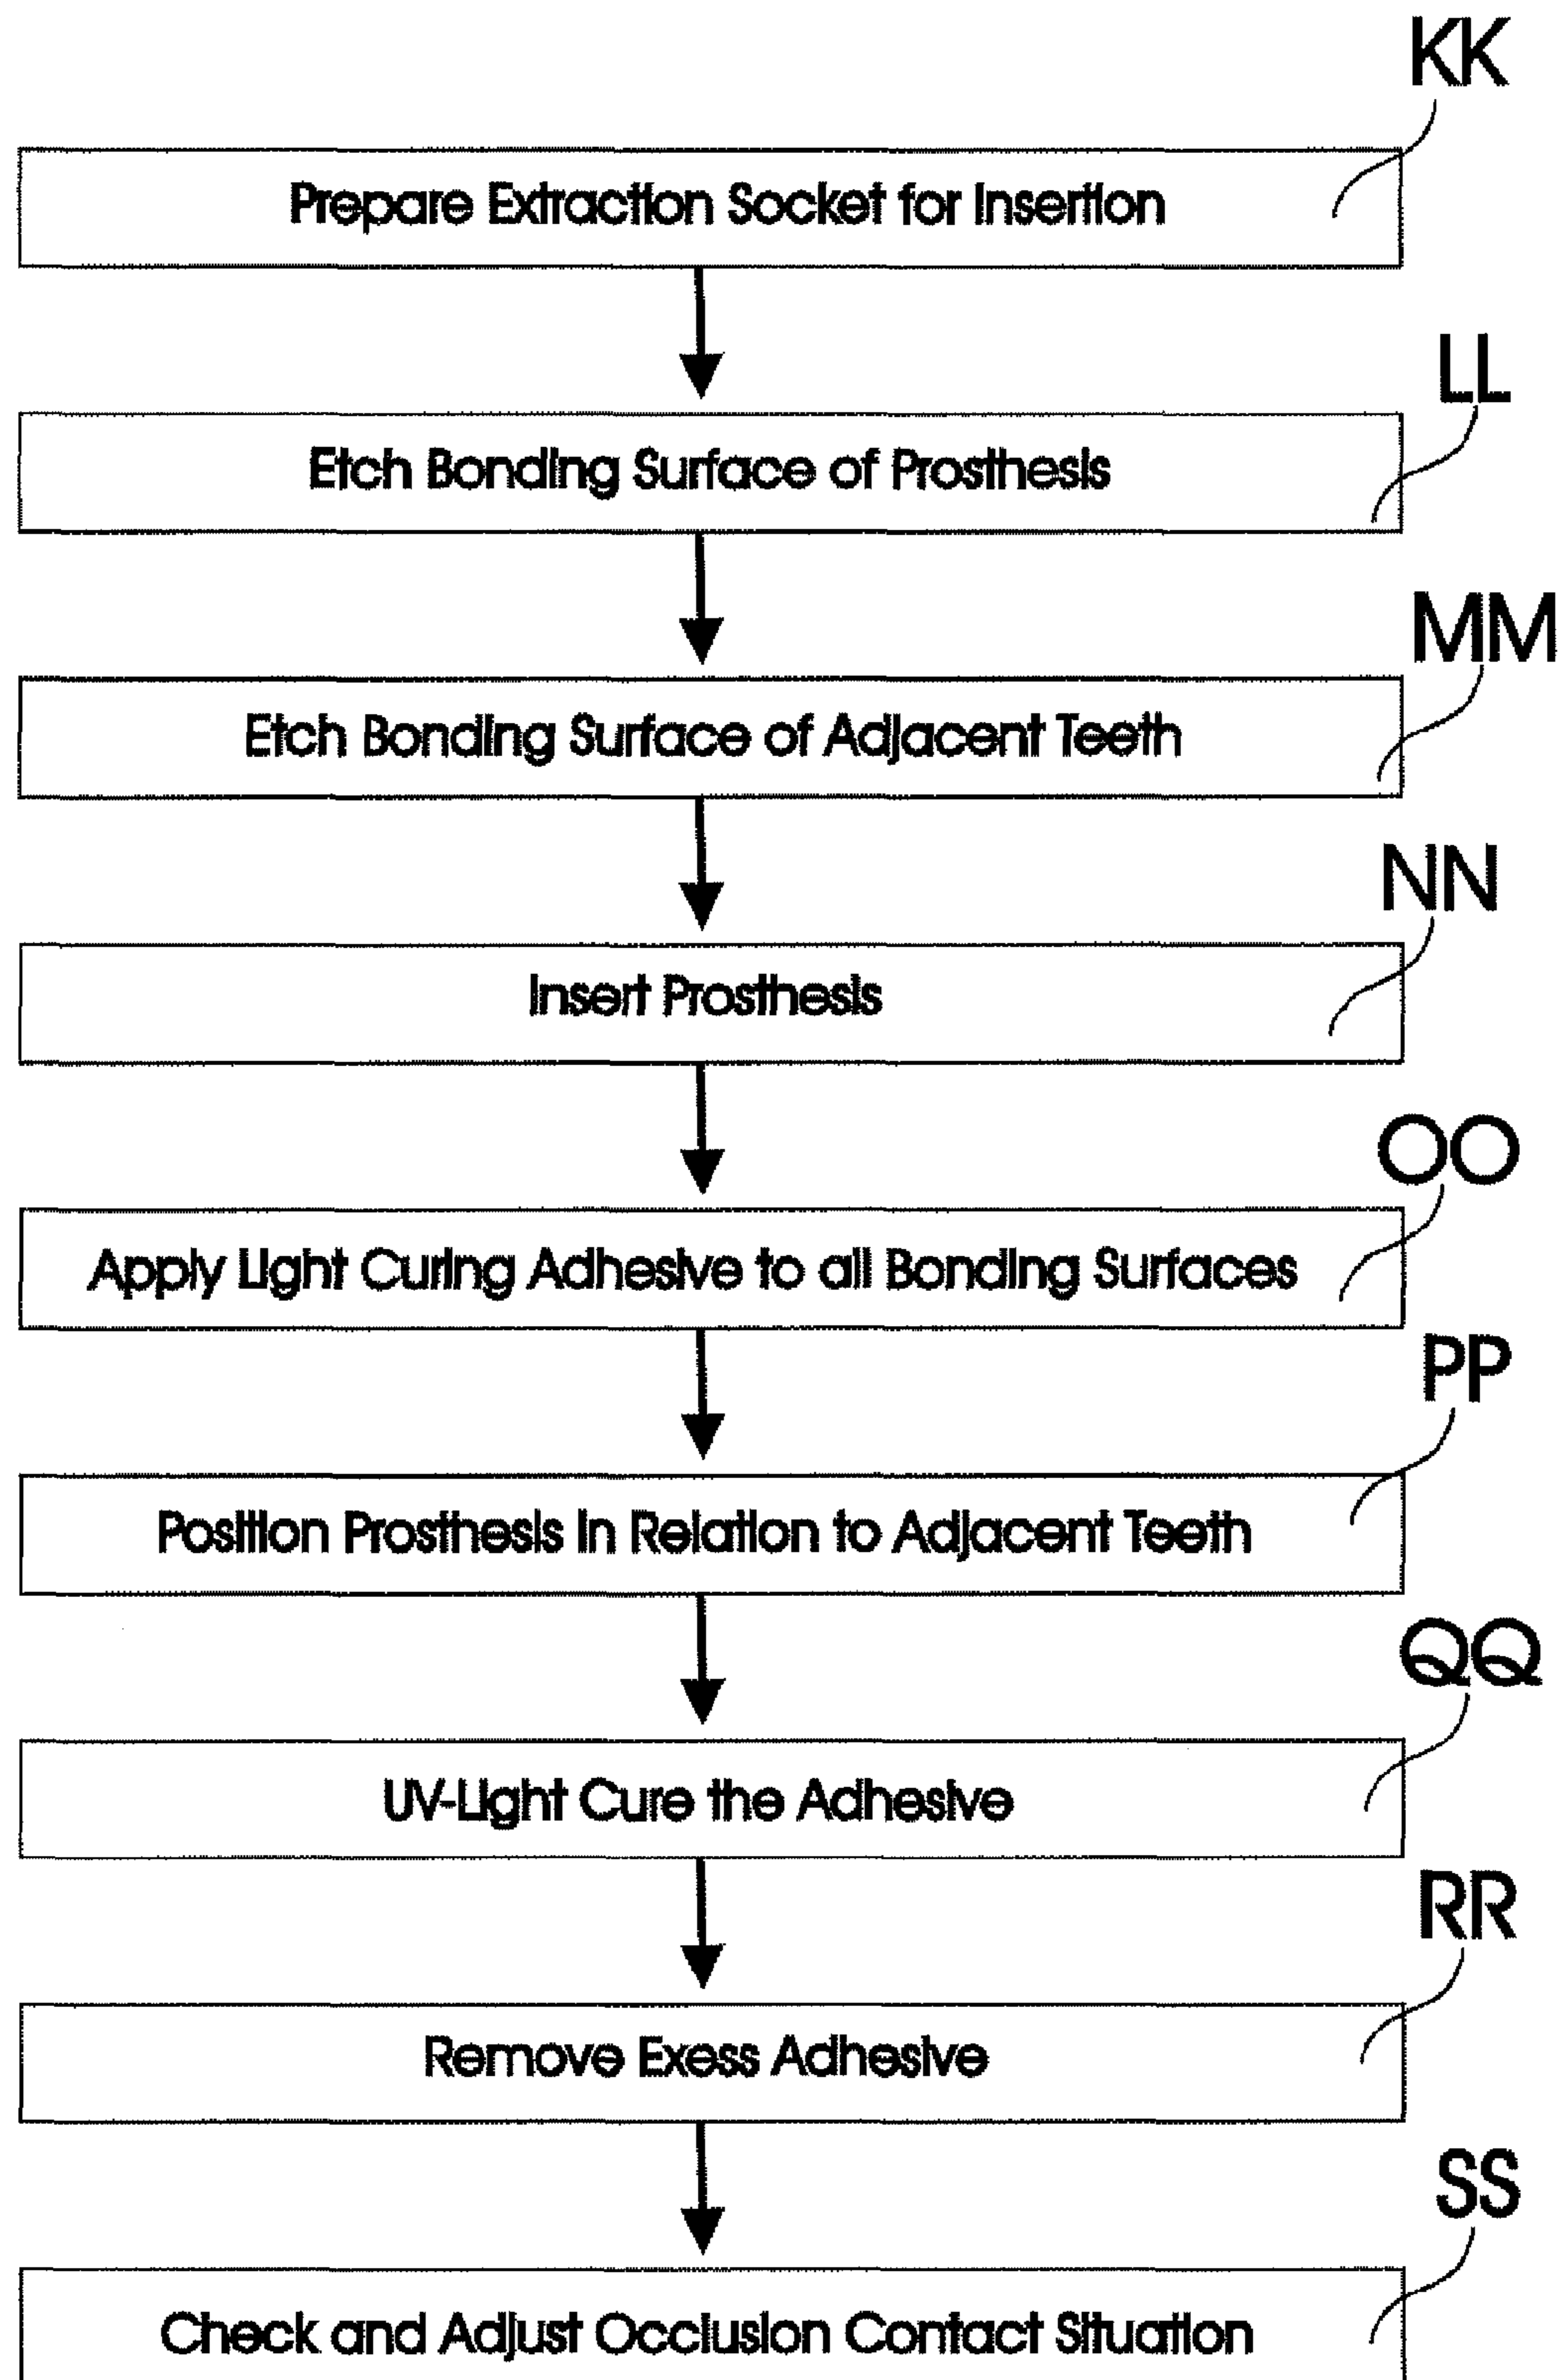 KK
Prepare Extraction Socket for Insertion
LL
Etch Bonding Surface of Prosthesis
MM
Etch Bonding Surface of Adjacent Teeth
NN
Insert Prosthesis
OO
Apply Light Curing Adhesive to all Bonding Surfaces
PP
Position Prosthesis in Relation to Adjacent Teeth
QQ
UV-Light Cure the Adhesive
RR
Remove Exess Adhesive
SS
Check and Adjust Occlusion Contact Situation